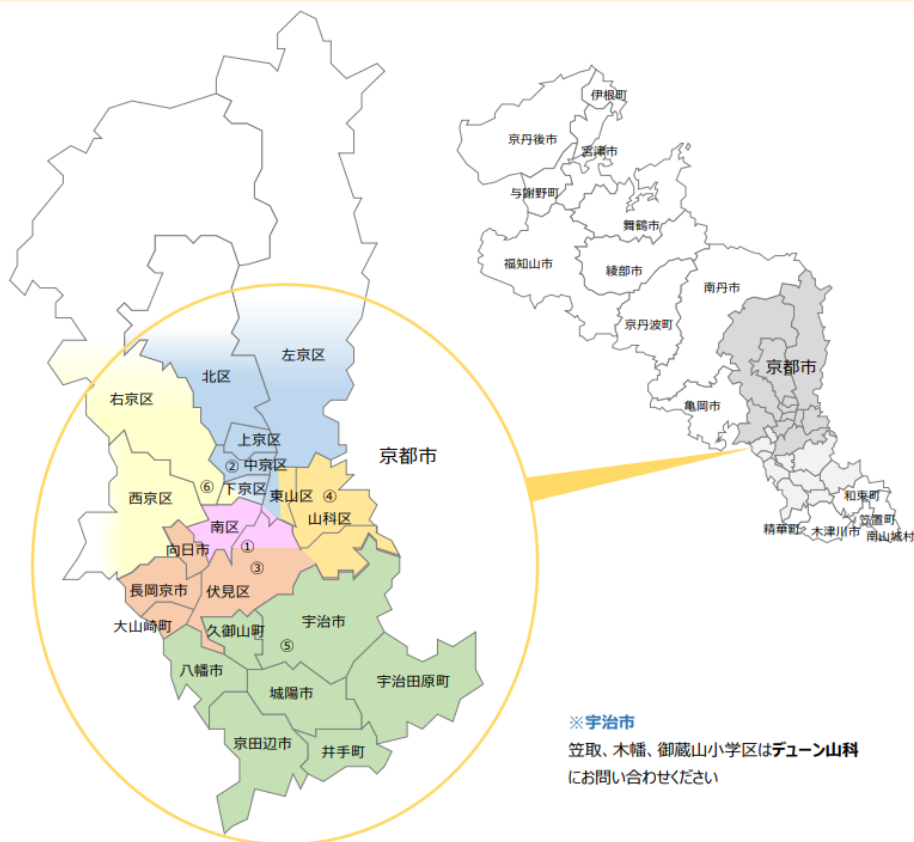 伊根町
京丹後市
宮津市
与謝野町
舞鶴市
福知山市
綾部市
南丹市
京丹波町
京都市
亀岡市
和束町
精華町
木津川市
笠置町
南山城村
左京区
北区
右京区
上京区
② 中京区
京都市
西京区
⑥
下京区
東山区
④
山科区
南区
向日市
①
③
長岡京市
伏見区
大山崎町
久御山町
宇治市
⑤
八幡市
城陽市
宇治田原町
京田辺市
井手町
※宇治市
笠取、木幡、御蔵山小学区はデューン山科
にお問い合わせください